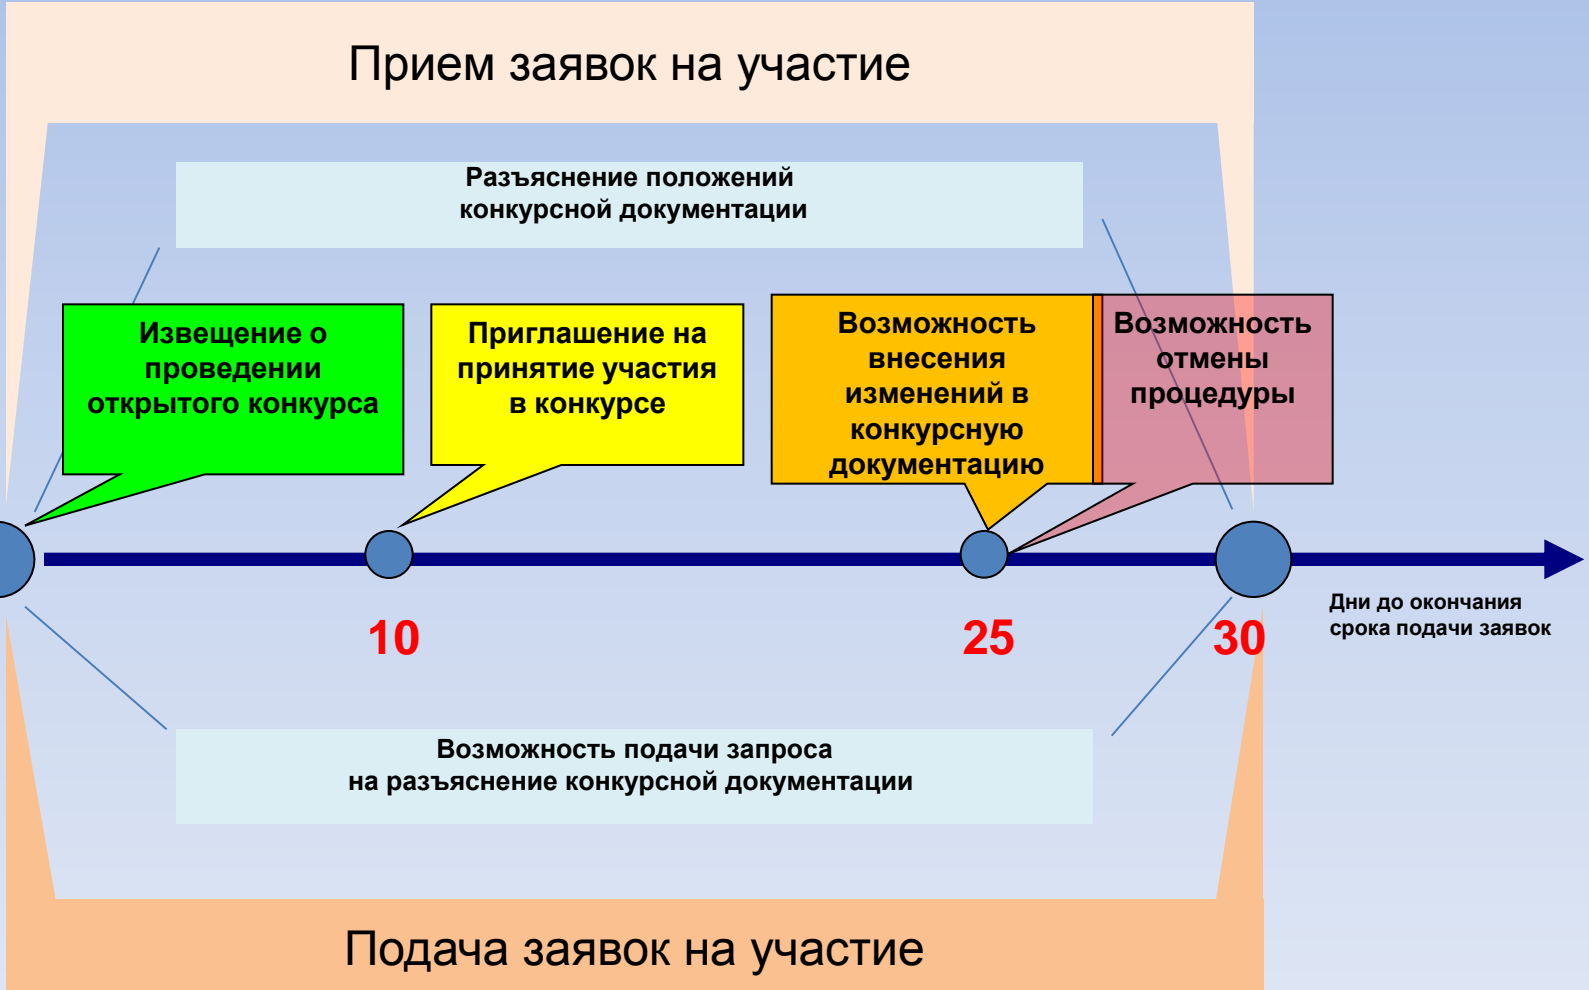 Прием заявок на участие
Разъяснение положений
конкурсной документации
Извещение о
проведении
открытого конкурса
Приглашение на
принятие участия
в конкурсе
Возможность
внесения
изменений в
конкурсную
документацию
Возможность
отмены
процедуры
10
25
30
Дни до окончания
срока подачи заявок
Возможность подачи запроса
на разъяснение конкурсной документации
Подача заявок на участие